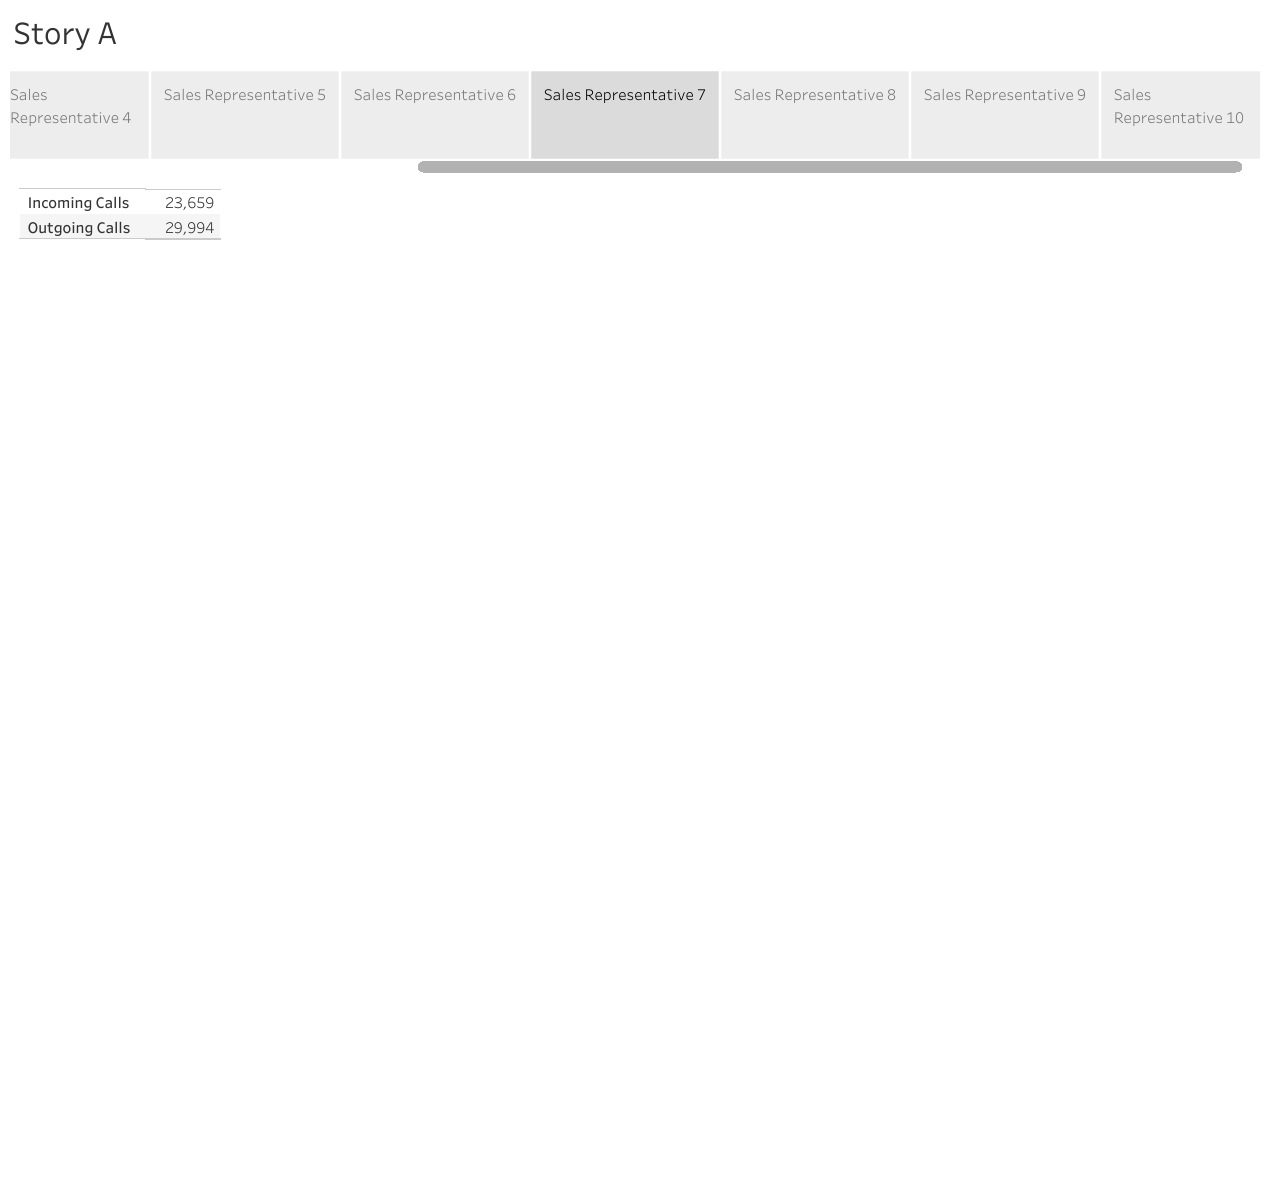 Story A
Sales
Representative 4
Sales Representative 5
Sales Representative 6
Sales Representative 7
Sales Representative 8
Sales Representative 9
Sales
Representative 10
Incoming Calls 23,659
Outgoing Calls 29,994